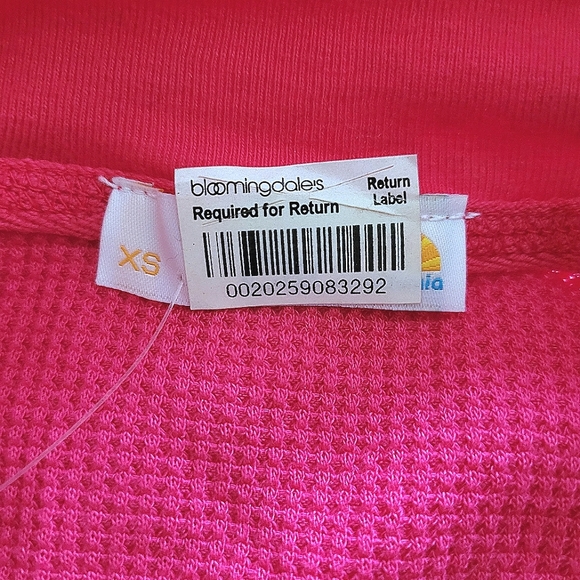 bloomingdale's
Return
Label
Required for Return
XS
0020259083292